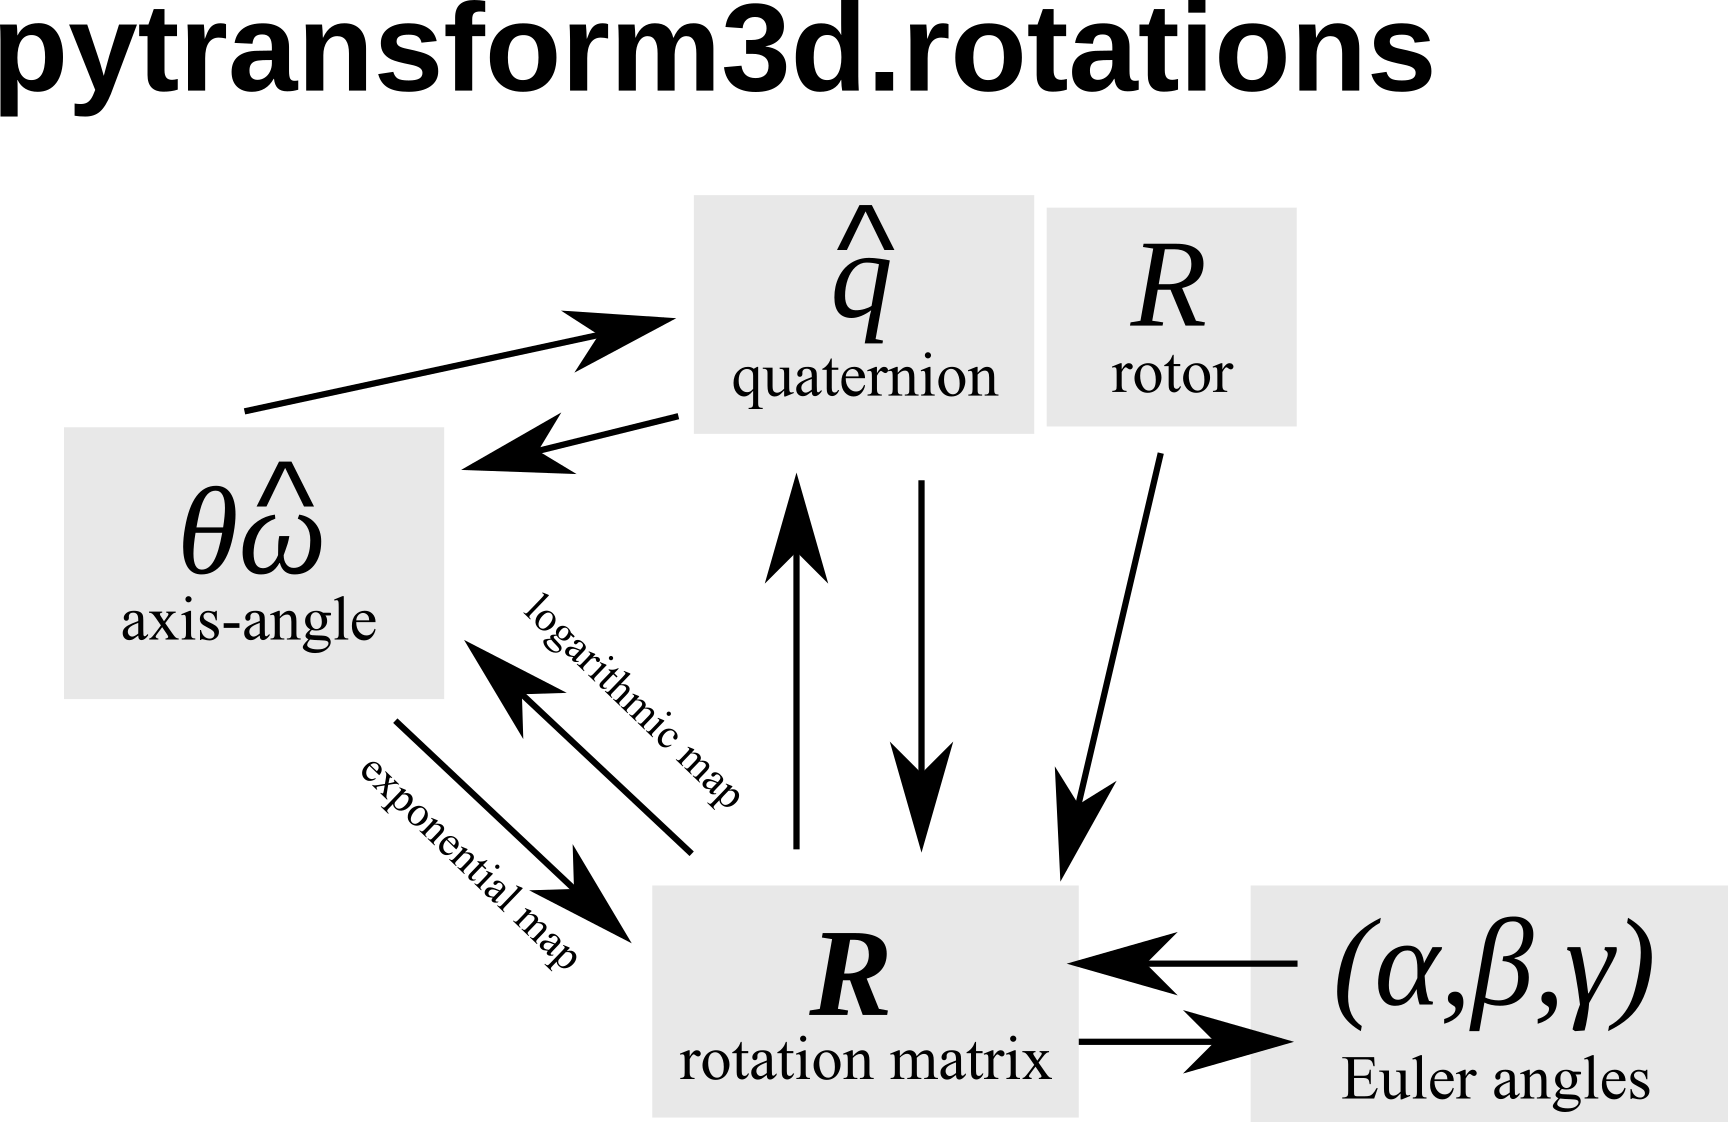 pytransform3d.rotations
q̂
quaternion
R
rotor
θω̂
axis-angle
logarithmic map
exponential map
R
rotation matrix
(α,β,γ)
Euler angles